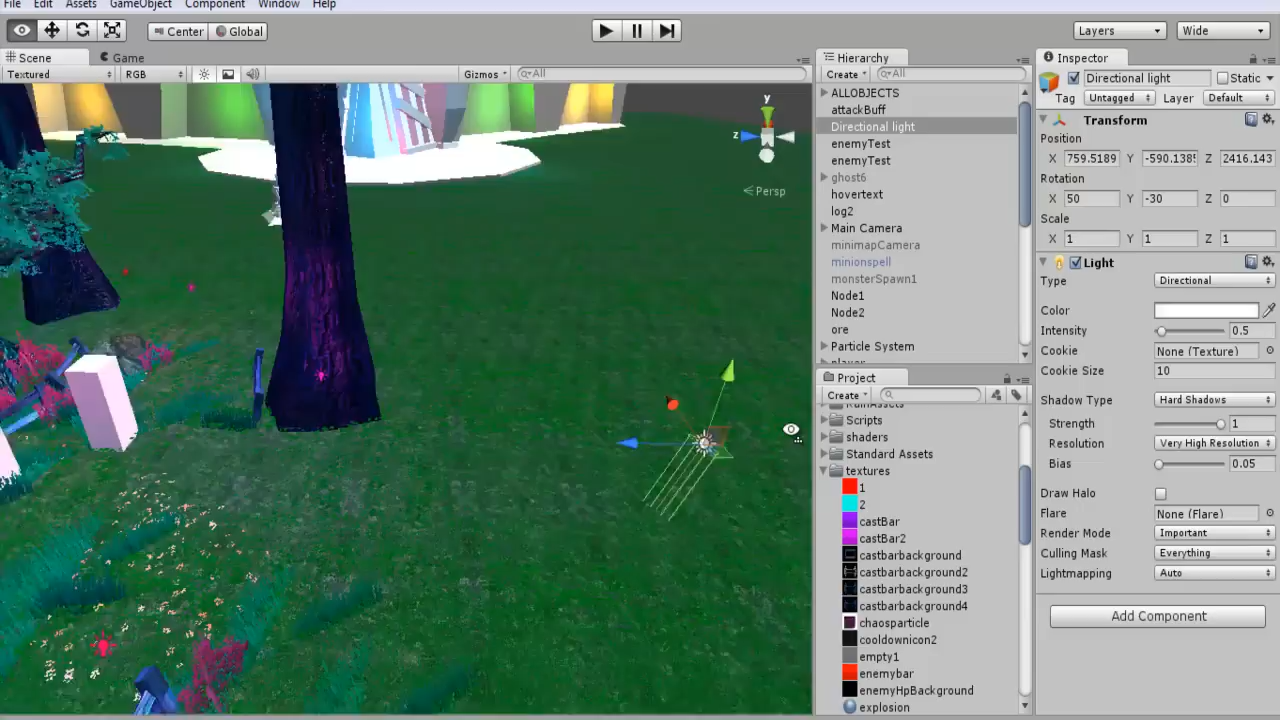 File Edit Assets GameObject Component Window Help
Center Global Layers Wide
Scene Game
Textured RGB Gizmos All
y
z
Persp
Hierarchy
Create All
ALLOBJECTS
attackBuff
Directional light
enemyTest
enemyTest
ghost6
hovertext
log2
Main Camera
minimapCamera
minionspell
monsterSpawn1
Node1
Node2
ore
Particle System
player
Project
Create
RuinAssets
Scripts
shaders
Standard Assets
textures
1
2
castBar
castBar2
castbarbackground
castbarbackground2
castbarbackground3
castbarbackground4
chaosparticle
cooldownicon2
empty1
enemybar
enemyHpBackground
explosion
Inspector
Directional light Static
Tag Untagged Layer Default
Transform
Position
X 759.5189 Y -590.1385 Z 2416.143
Rotation
X 50 Y -30 Z 0
Scale
X 1 Y 1 Z 1
Light
Type Directional
Color
Intensity 0.5
Cookie None (Texture)
Cookie Size 10
Shadow Type Hard Shadows
Strength 1
Resolution Very High Resolution
Bias 0.05
Draw Halo
Flare None (Flare)
Render Mode Important
Culling Mask Everything
Lightmapping Auto
Add Component